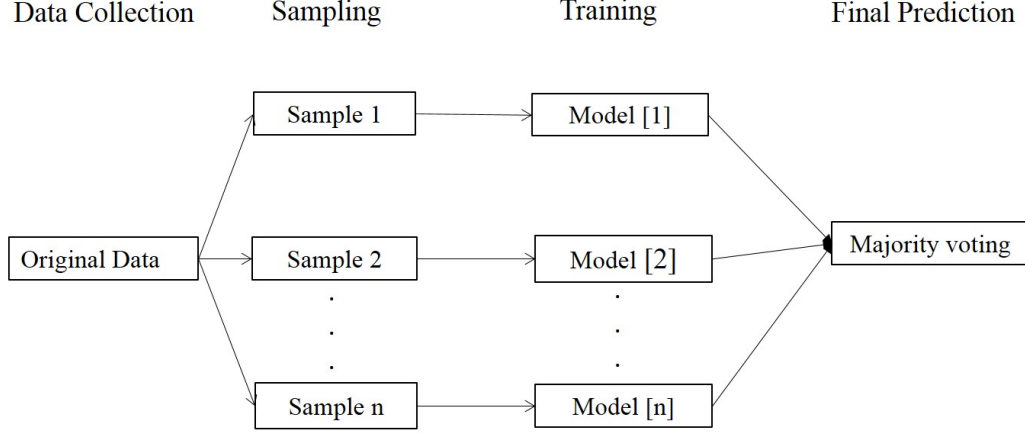 Data Collection
Sampling
Training
Final Prediction
Sample 1
Model [1]
Original Data
Sample 2
Model [2]
Majority voting
Sample n
Model [n]